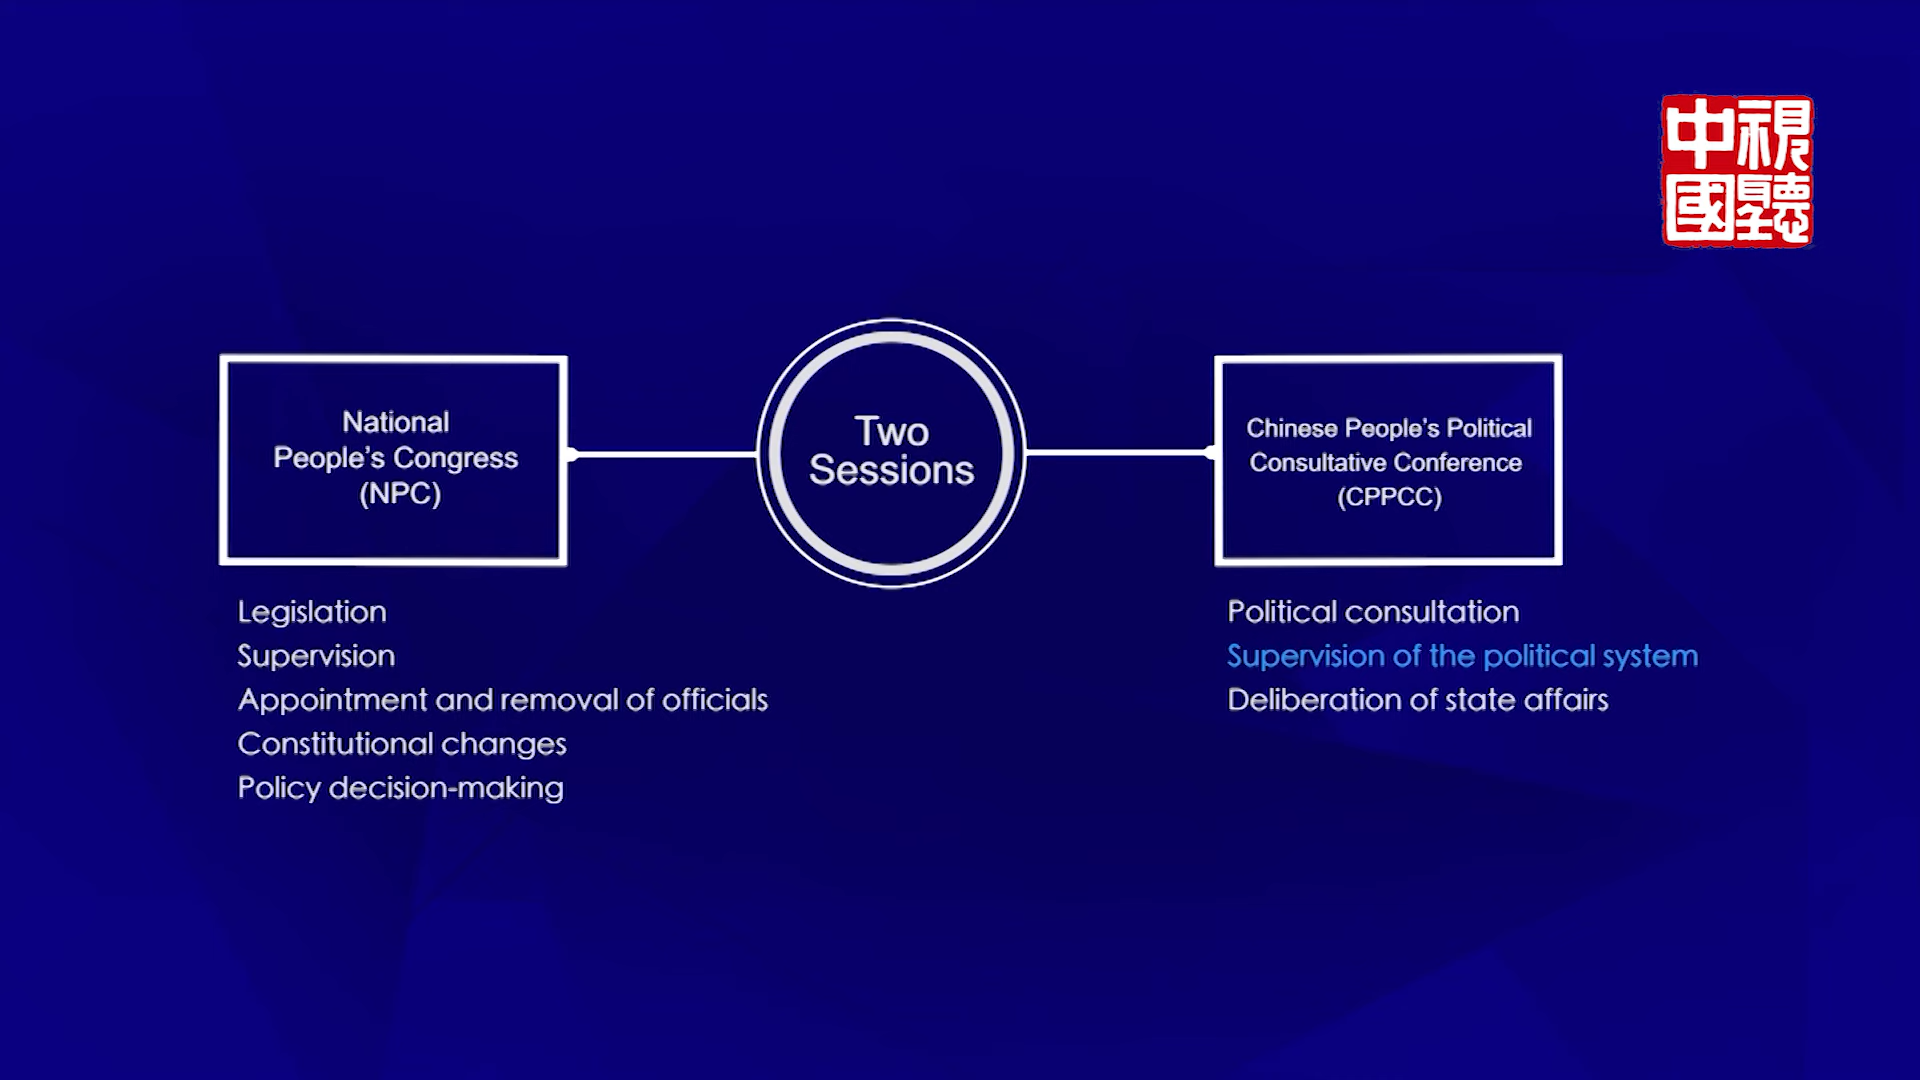 中視
國聽
National
People's Congress
(NPC)
Two
Sessions
Chinese People's Political
Consultative Conference
(CPPCC)
Legislation
Supervision
Appointment and removal of officials
Constitutional changes
Policy decision-making
Political consultation
Supervision of the political system
Deliberation of state affairs